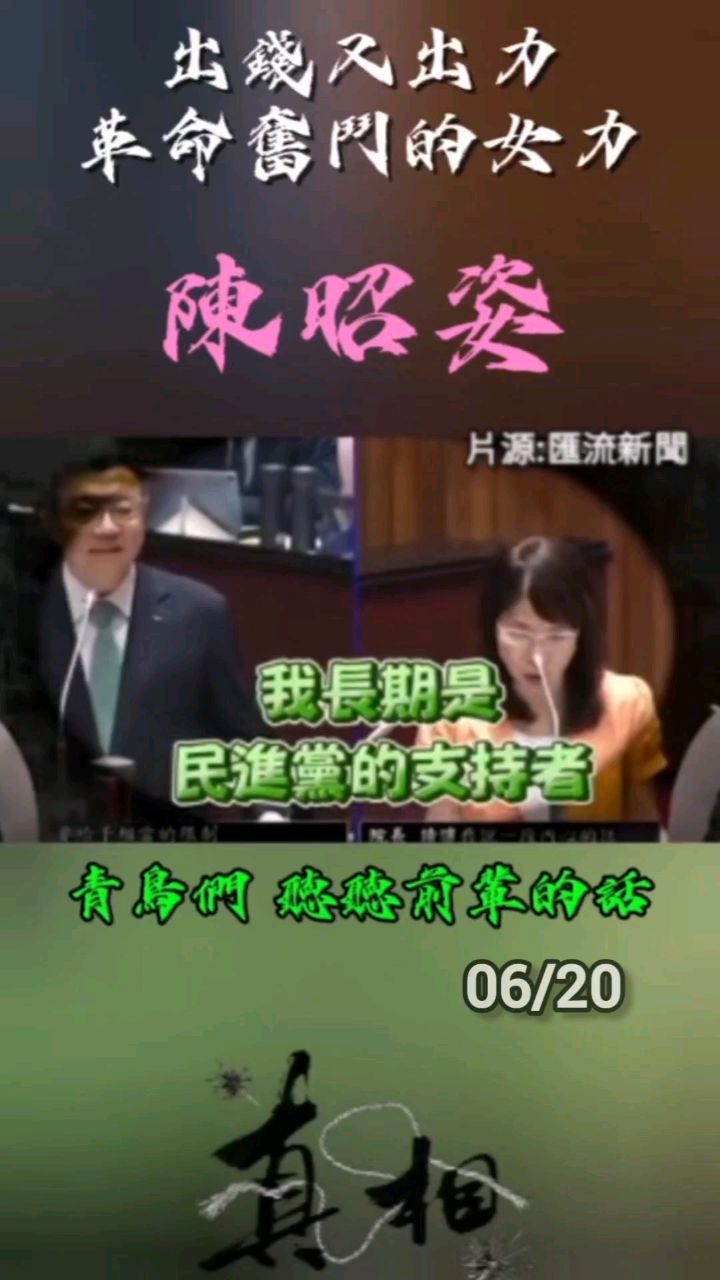 出錢又出力
革命奮鬥的女力
陳昭姿
片源:匯流新聞
我長期是
民進黨的支持者
青鳥們 聽聽前輩的話
06/20
真相